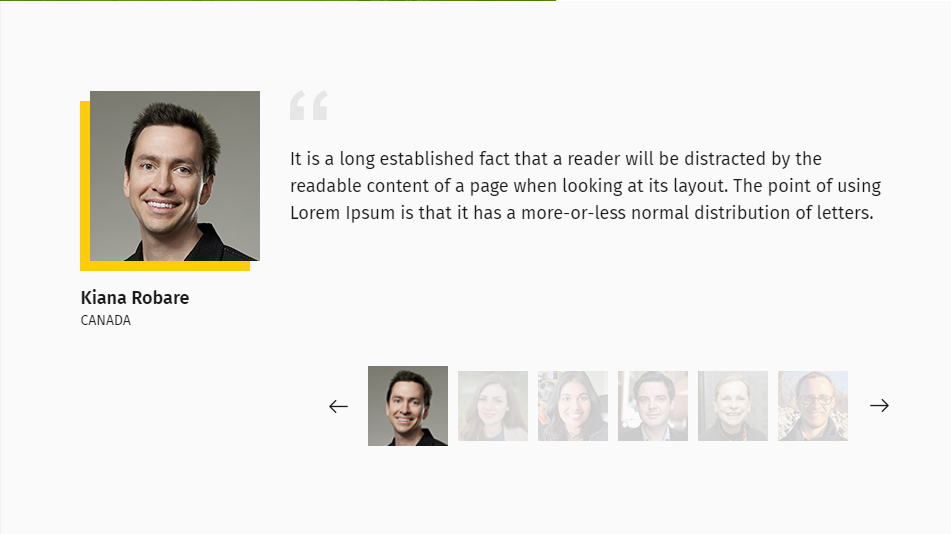 It is a long established fact that a reader will be distracted by the
readable content of a page when looking at its layout. The point of using
Lorem Ipsum is that it has a more-or-less normal distribution of letters.
Kiana Robare
CANADA